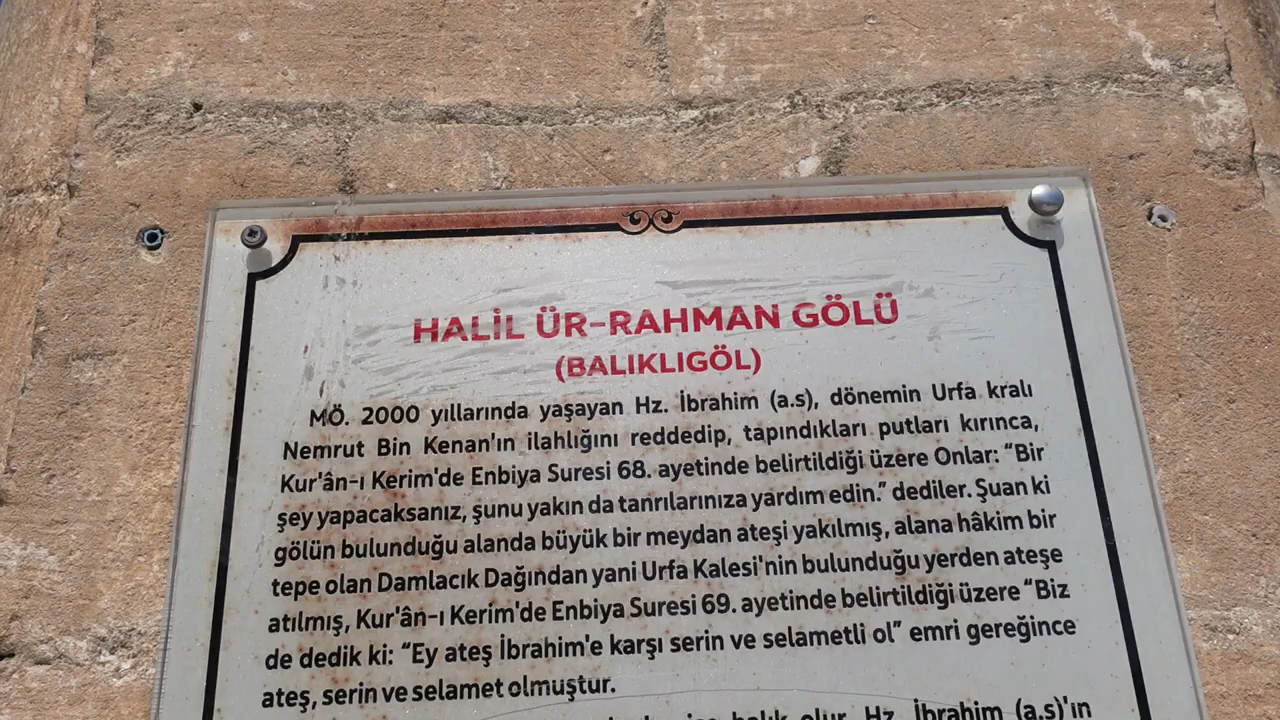 HALİL ÜR-RAHMAN GÖLÜ
(BALIKLIGÖL)
MÖ. 2000 yıllarında yaşayan Hz. İbrahim (a.s), dönemin Urfa kralı
Nemrut Bin Kenan'ın ilahlığını reddedip, tapındıkları putları kırınca,
Kur'ân-ı Kerim'de Enbiya Suresi 68. ayetinde belirtildiği üzere Onlar: “Bir
şey yapacaksanız, şunu yakın da tanrılarınıza yardım edin.” dediler. Şuan ki
gölün bulunduğu alanda büyük bir meydan ateşi yakılmış, alana hâkim bir
tepe olan Damlacık Dağından yani Urfa Kalesi'nin bulunduğu yerden ateşe
atılmış, Kur'ân-ı Kerim'de Enbiya Suresi 69. ayetinde belirtildiği üzere “Biz
de dedik ki: “Ey ateş İbrahim'e karşı serin ve selametli ol” emri gereğince
ateş, serin ve selamet olmuştur.
balık olur. Hz. İbrahim (a.s)'ın